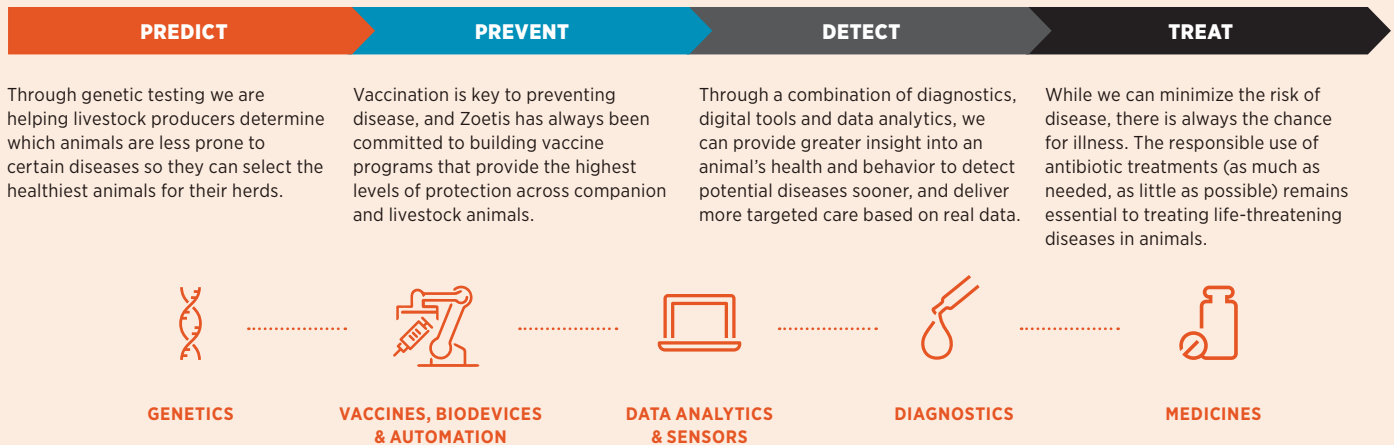 PREDICT
PREVENT
DETECT
TREAT
Through genetic testing we are
helping livestock producers determine
which animals are less prone to
certain diseases so they can select the
healthiest animals for their herds.
Vaccination is key to preventing
disease, and Zoetis has always been
committed to building vaccine
programs that provide the highest
levels of protection across companion
and livestock animals.
Through a combination of diagnostics,
digital tools and data analytics, we
can provide greater insight into an
animal’s health and behavior to detect
potential diseases sooner, and deliver
more targeted care based on real data.
While we can minimize the risk of
disease, there is always the chance
for illness. The responsible use of
antibiotic treatments (as much as
needed, as little as possible) remains
essential to treating life-threatening
diseases in animals.
GENETICS
VACCINES, BIODEVICES
& AUTOMATION
DATA ANALYTICS
& SENSORS
DIAGNOSTICS
MEDICINES